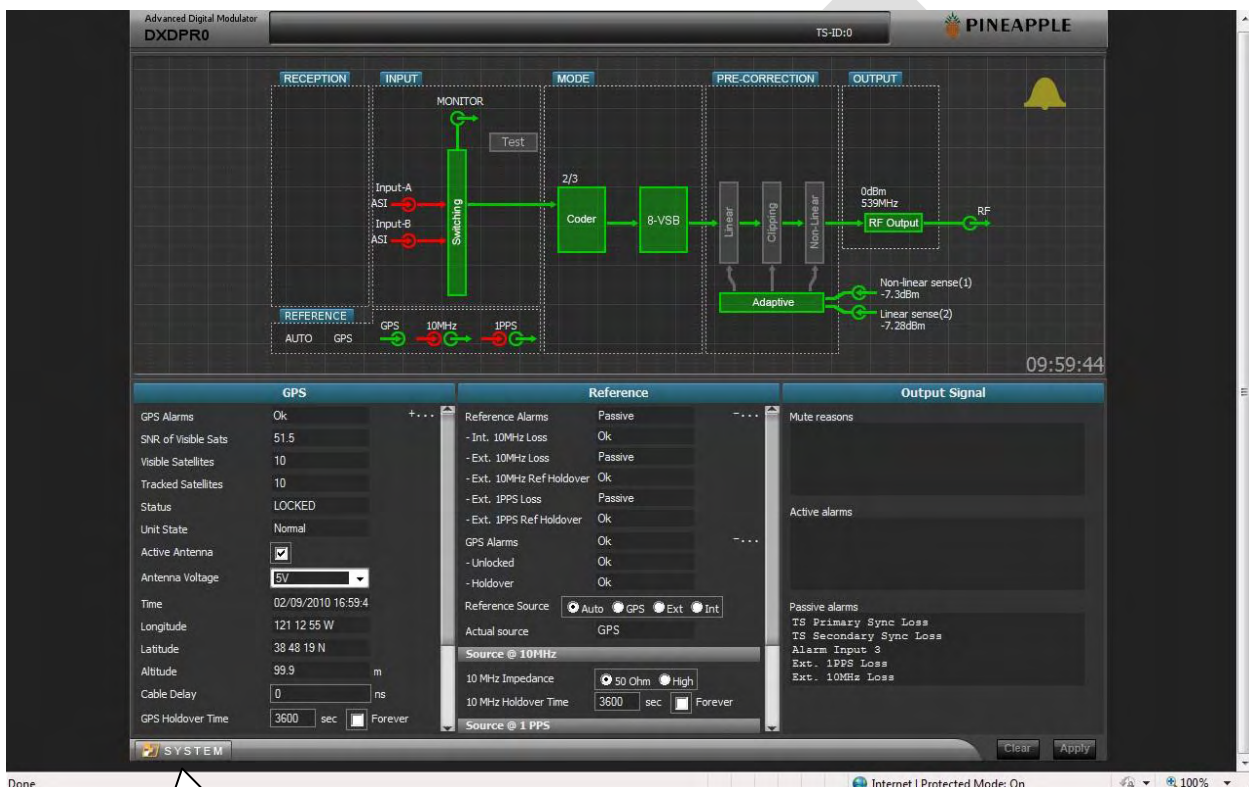 Advanced Digital Modulator
DXDPR0
TS-ID:0
PINEAPPLE
RECEPTION INPUT MODE PRE-CORRECTION OUTPUT
MONITOR
Test
2/3
Input-A
ASI
Input-B
ASI
Switching
Coder
8-VSB
Linear
Clipping
Non-Linear
0dBm
539MHz
RF Output
RF
Adaptive
Non-linear sense(1)
-7.3dBm
Linear sense(2)
-7.28dBm
REFERENCE
AUTO GPS
GPS 10MHz 1PPS
09:59:44
GPS
GPS Alarms Ok +...
SNR of Visible Sats 51.5
Visible Satellites 10
Tracked Satellites 10
Status LOCKED
Unit State Normal
Active Antenna
Antenna Voltage 5V
Time 02/09/2010 16:59:4
Longitude 121 12 55 W
Latitude 38 48 19 N
Altitude 99.9 m
Cable Delay 0 ns
GPS Holdover Time 3600 sec Forever
Reference
Reference Alarms Passive -...
- Int. 10MHz Loss Ok
- Ext. 10MHz Loss Passive
- Ext. 10MHz Ref Holdover Ok
- Ext. 1PPS Loss Passive
- Ext. 1PPS Ref Holdover Ok
GPS Alarms Ok -...
- Unlocked Ok
- Holdover Ok
Reference Source Auto GPS Ext Int
Actual source GPS
Source @ 10MHz
10 MHz Impedance 50 Ohm High
10 MHz Holdover Time 3600 sec Forever
Source @ 1 PPS
Output Signal
Mute reasons
Active alarms
Passive alarms
TS Primary Sync Loss
TS Secondary Sync Loss
Alarm Input 3
Ext. 1PPS Loss
Ext. 10MHz Loss
SYSTEM
Clear Apply
Done
Internet | Protected Mode: On
100%